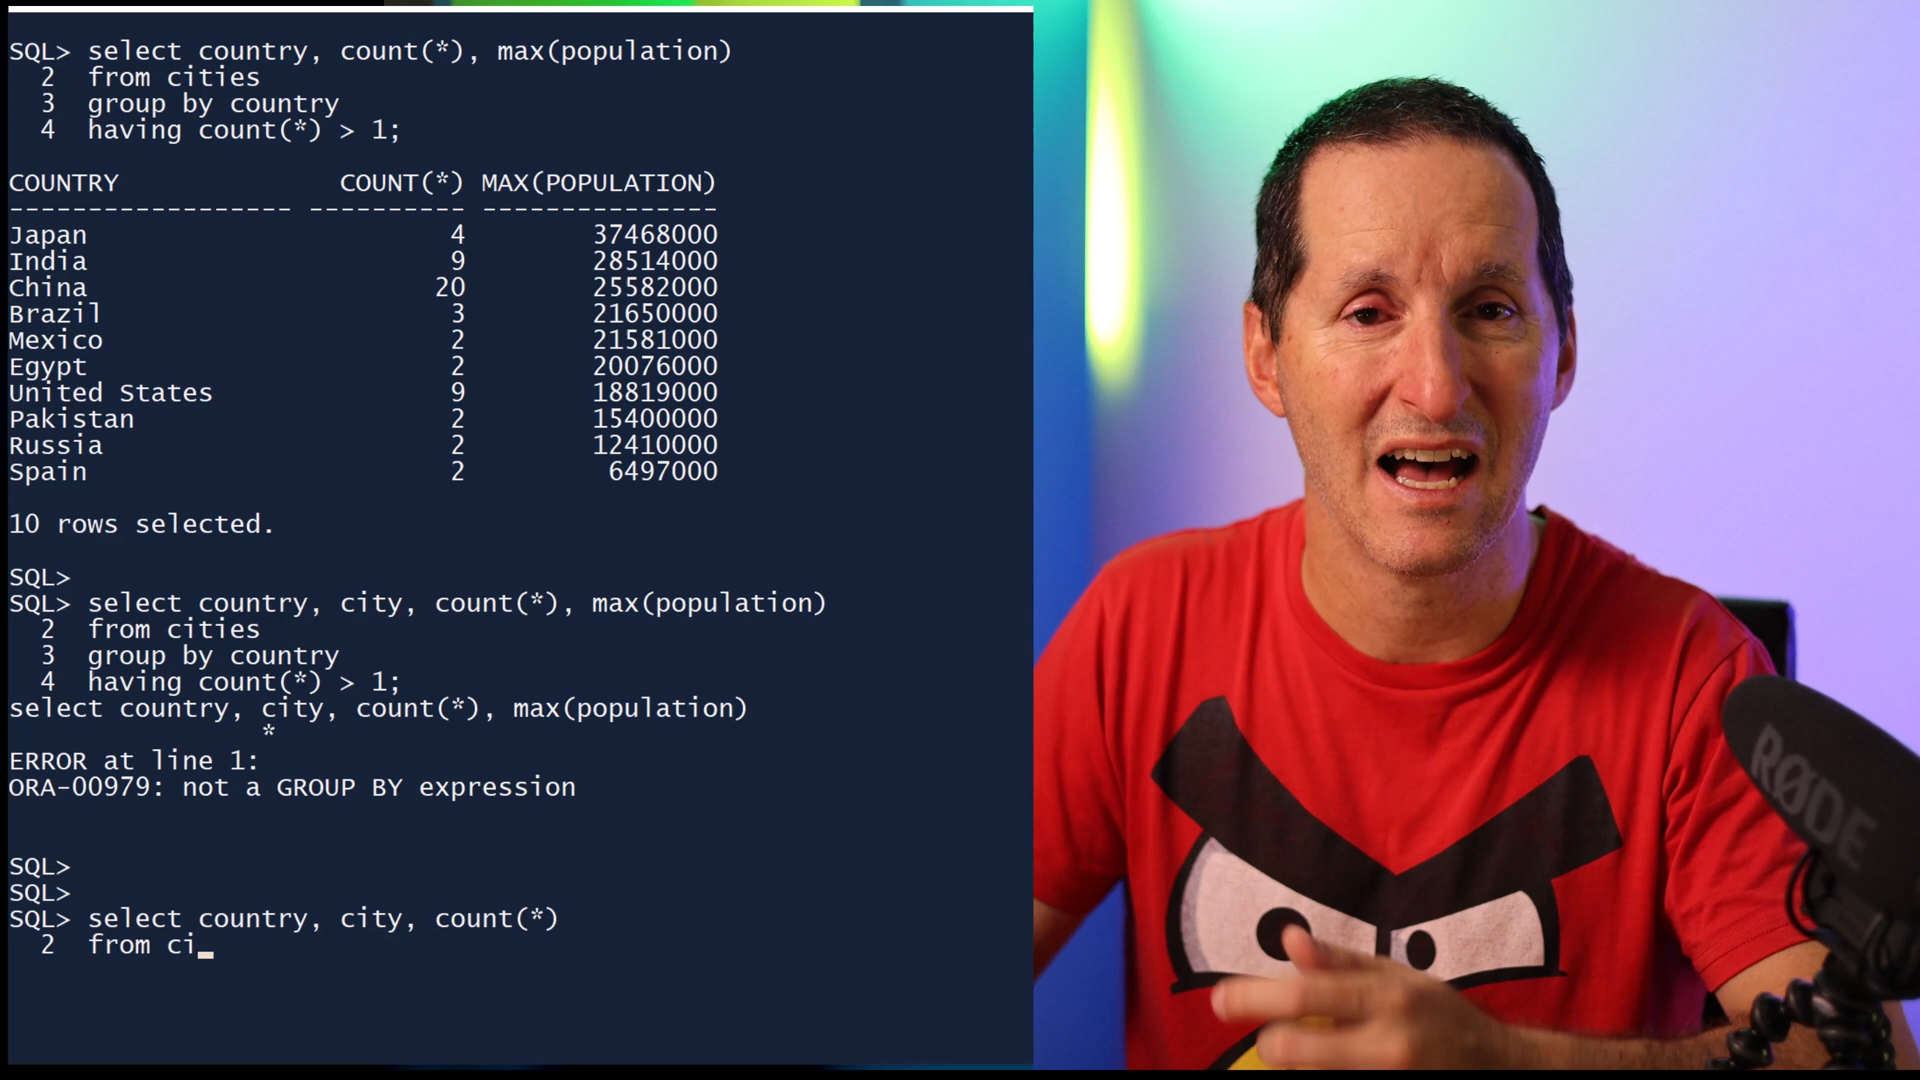 SQL> select country, count(*), max(population)
2 from cities
3 group by country
4 having count(*) > 1;
COUNTRY COUNT(*) MAX(POPULATION)
------------------ ---------- ---------------
Japan 4 37468000
India 9 28514000
China 20 25582000
Brazil 3 21650000
Mexico 2 21581000
Egypt 2 20076000
United States 9 18819000
Pakistan 2 15400000
Russia 2 12410000
Spain 2 6497000
10 rows selected.
SQL>
SQL> select country, city, count(*), max(population)
2 from cities
3 group by country
4 having count(*) > 1;
select country, city, count(*), max(population)
*
ERROR at line 1:
ORA-00979: not a GROUP BY expression
SQL>
SQL>
SQL> select country, city, count(*)
2 from ci_
RØDE